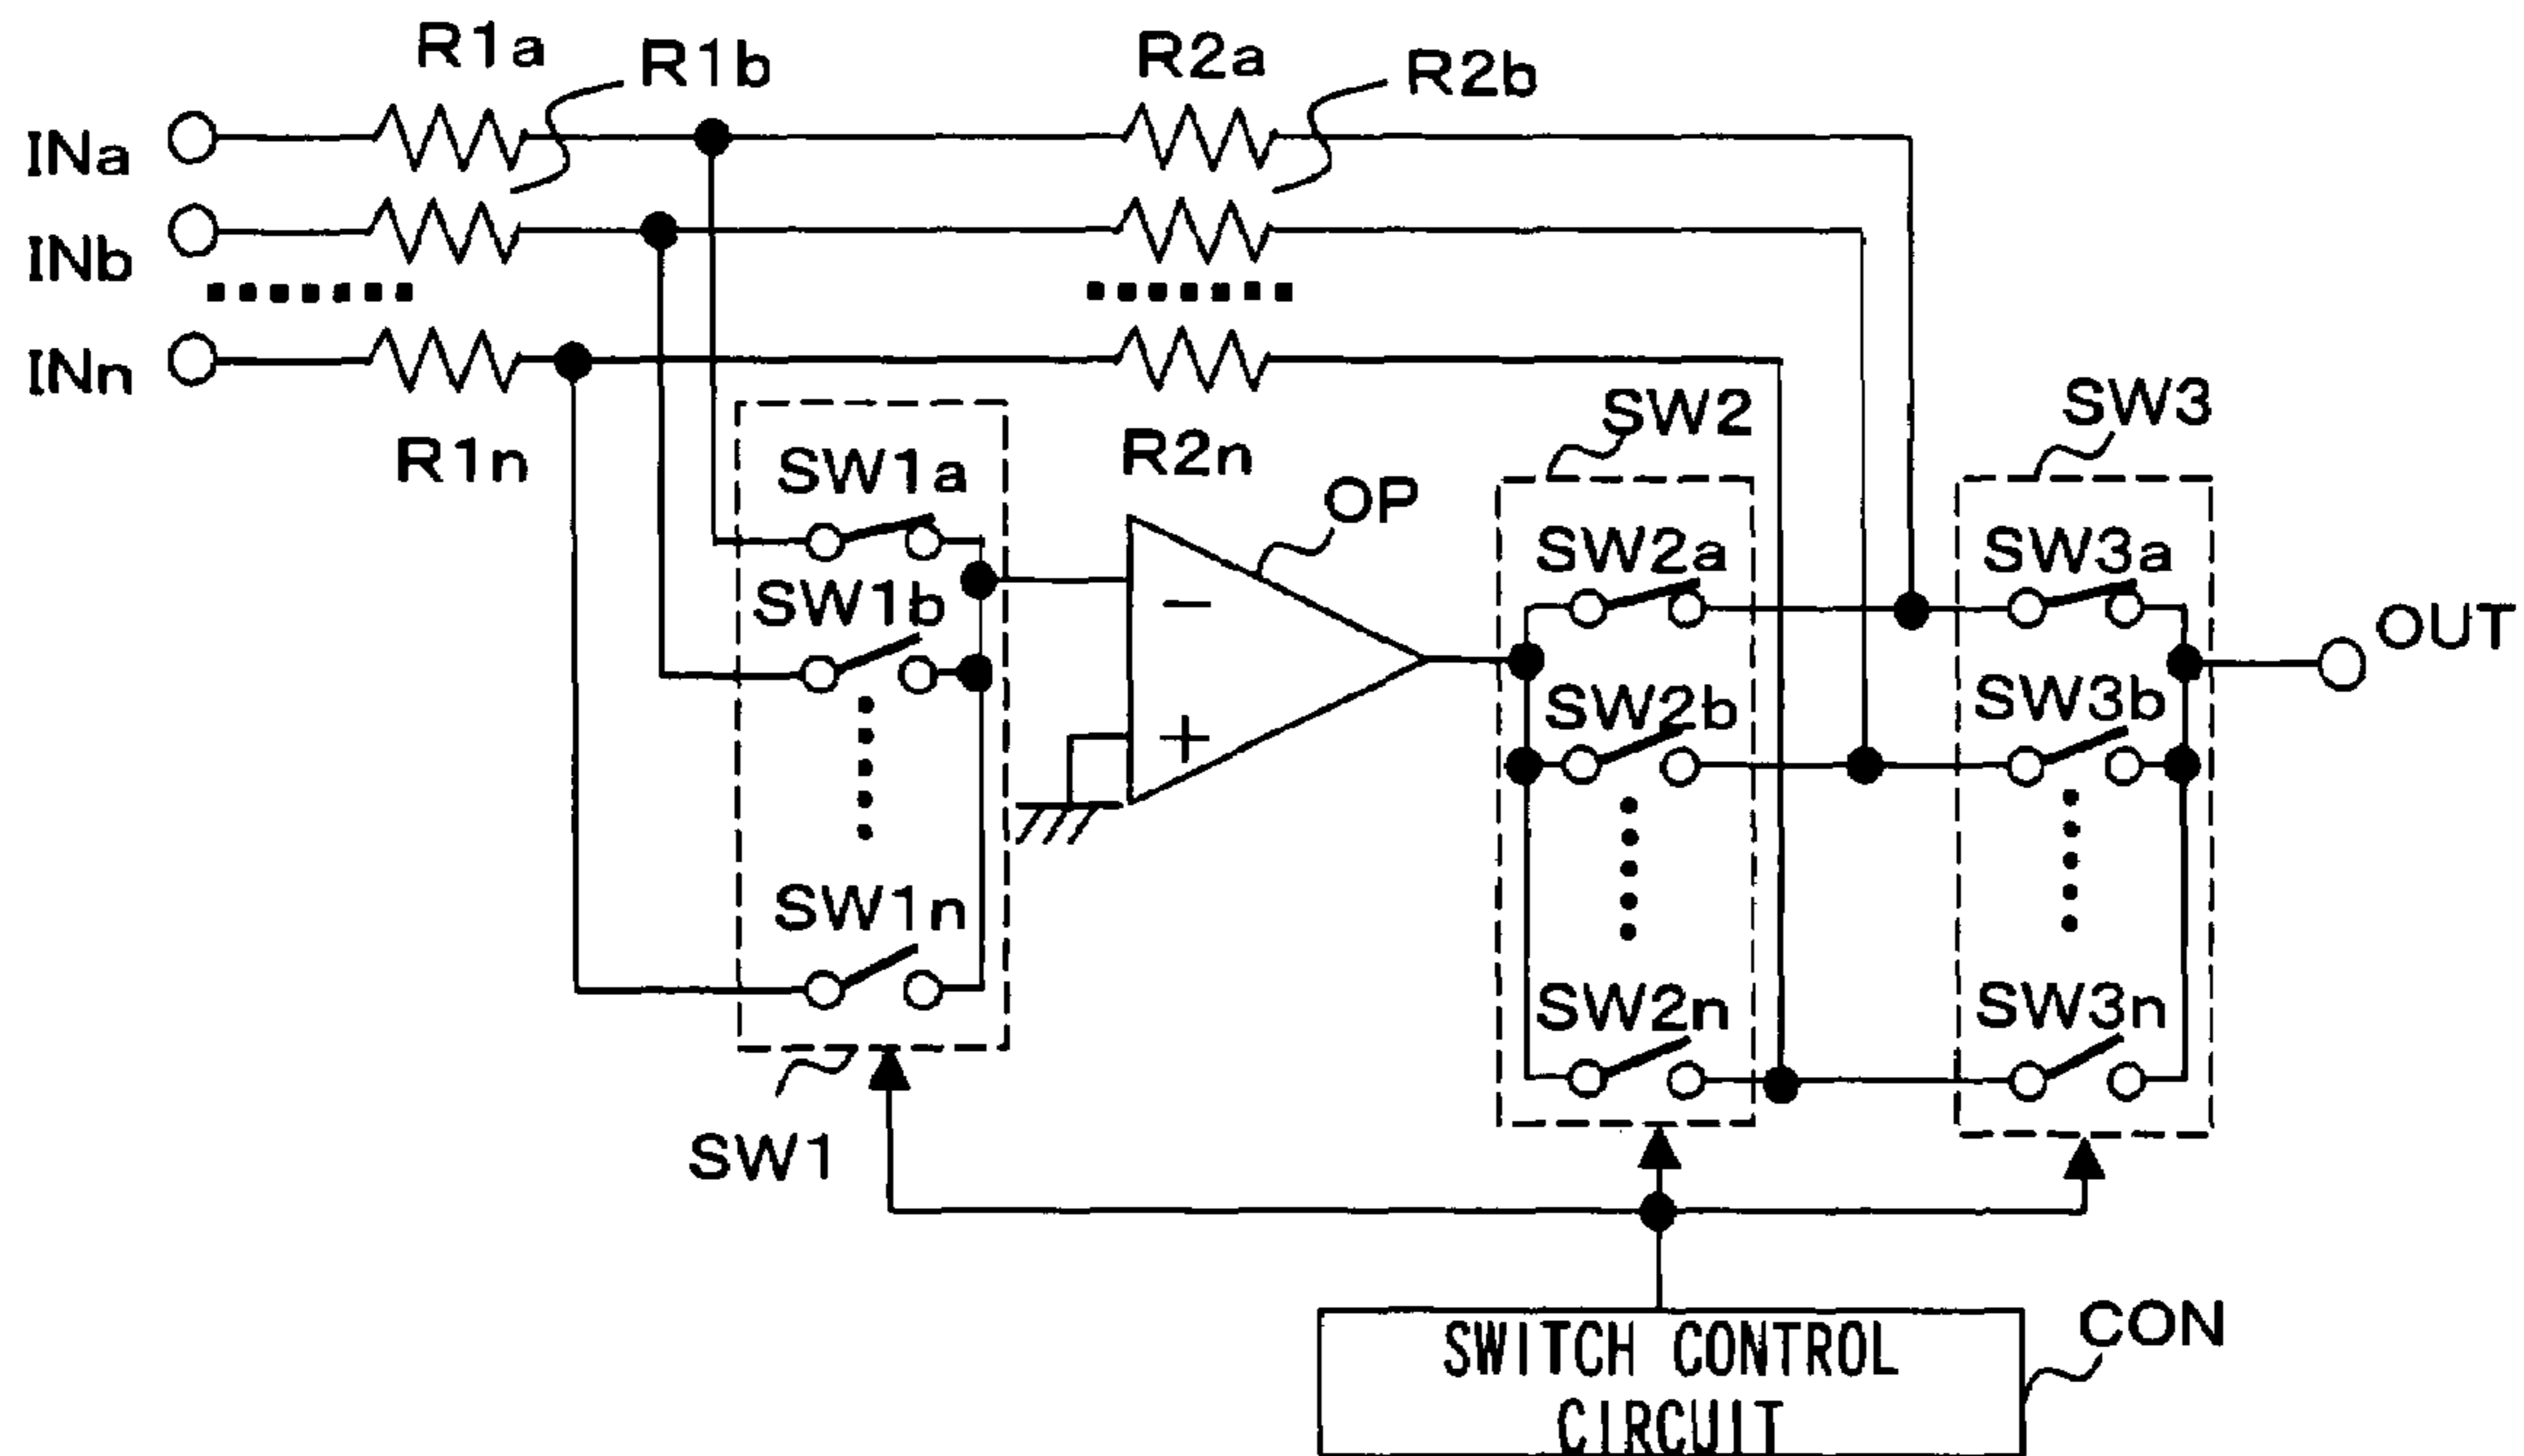 R1a
R1b
R2a
R2b
INa
INb
INn
R1n
R2n
SW1a
SW1b
SW1n
SW1
OP
−
+
SW2
SW2a
SW2b
SW2n
SW3
SW3a
SW3b
SW3n
OUT
SWITCH CONTROL
CIRCUIT
CON